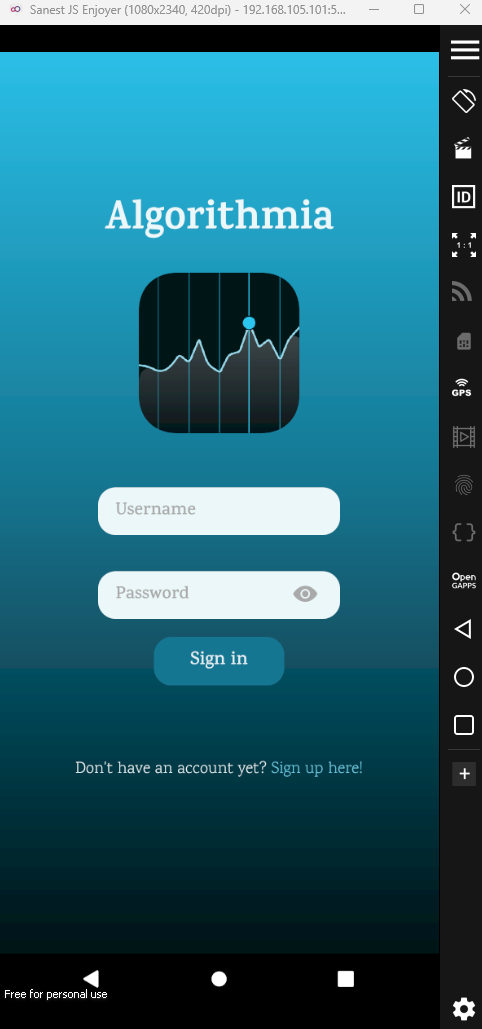 Sanest JS Enjoyer (1080x2340, 420dpi) - 192.168.105.101:5...
Algorithmia
ID
1 : 1
GPS
Username
Password
Open
GAPPS
Sign in
Don't have an account yet? Sign up here!
Free for personal use